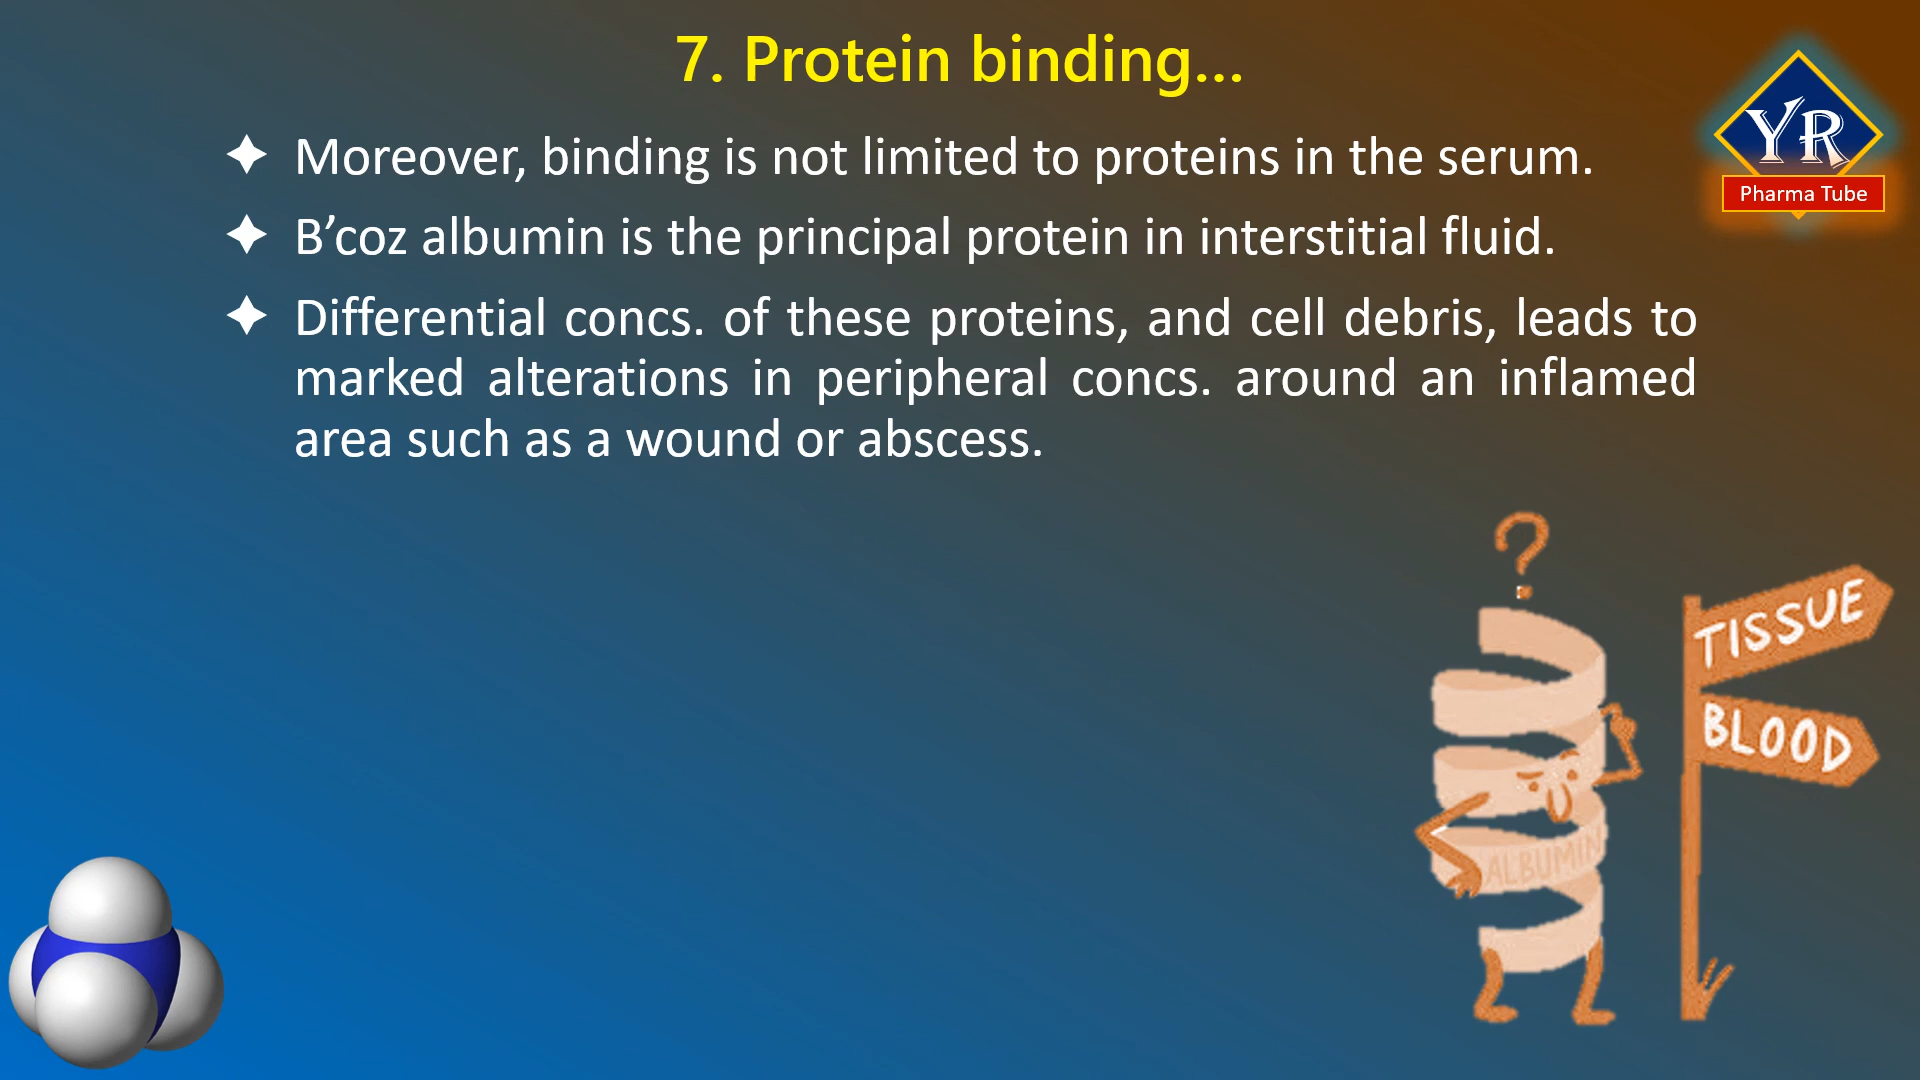 7. Protein binding...
YR
Pharma Tube
✦ Moreover, binding is not limited to proteins in the serum.
✦ B’coz albumin is the principal protein in interstitial fluid.
✦ Differential concs. of these proteins, and cell debris, leads to
marked alterations in peripheral concs. around an inflamed
area such as a wound or abscess.
?
TISSUE
BLOOD
ALBUMIN